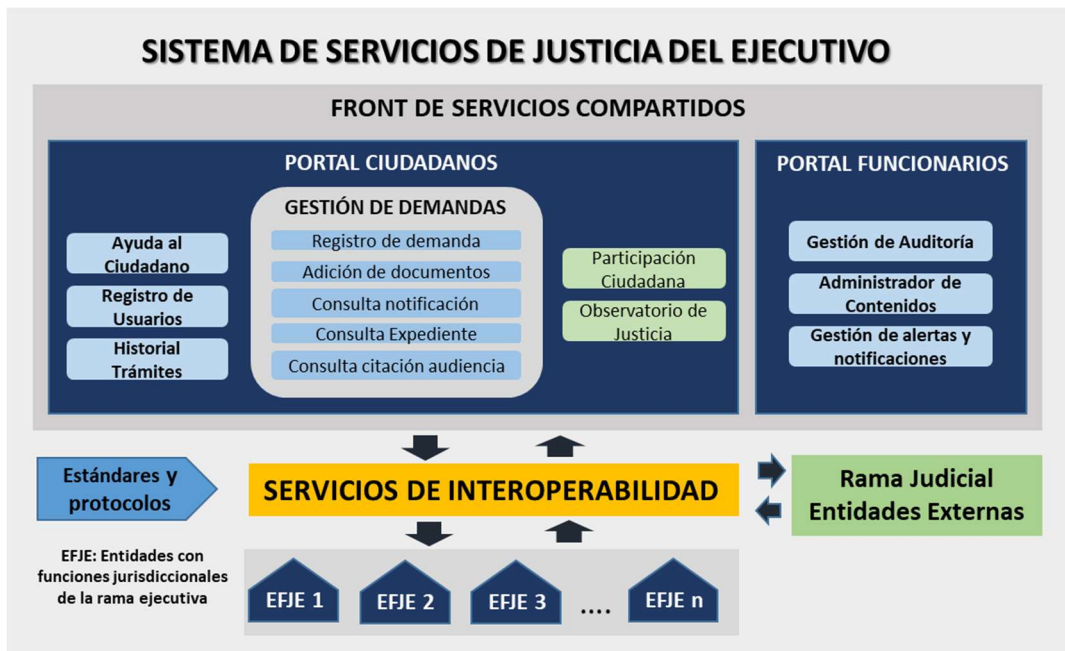 SISTEMA DE SERVICIOS DE JUSTICIA DEL EJECUTIVO
FRONT DE SERVICIOS COMPARTIDOS
PORTAL CIUDADANOS
Ayuda al
Ciudadano
Registro de
Usuarios
Historial
Trámites
GESTIÓN DE DEMANDAS
Registro de demanda
Adición de documentos
Consulta notificación
Consulta Expediente
Consulta citación audiencia
Participación
Ciudadana
Observatorio de
Justicia
PORTAL FUNCIONARIOS
Gestión de Auditoría
Administrador de
Contenidos
Gestión de alertas y
notificaciones
Estándares y
protocolos
SERVICIOS DE INTEROPERABILIDAD
Rama Judicial
Entidades Externas
EFJE: Entidades con
funciones jurisdiccionales
de la rama ejecutiva
EFJE 1
EFJE 2
EFJE 3
....
EFJE n